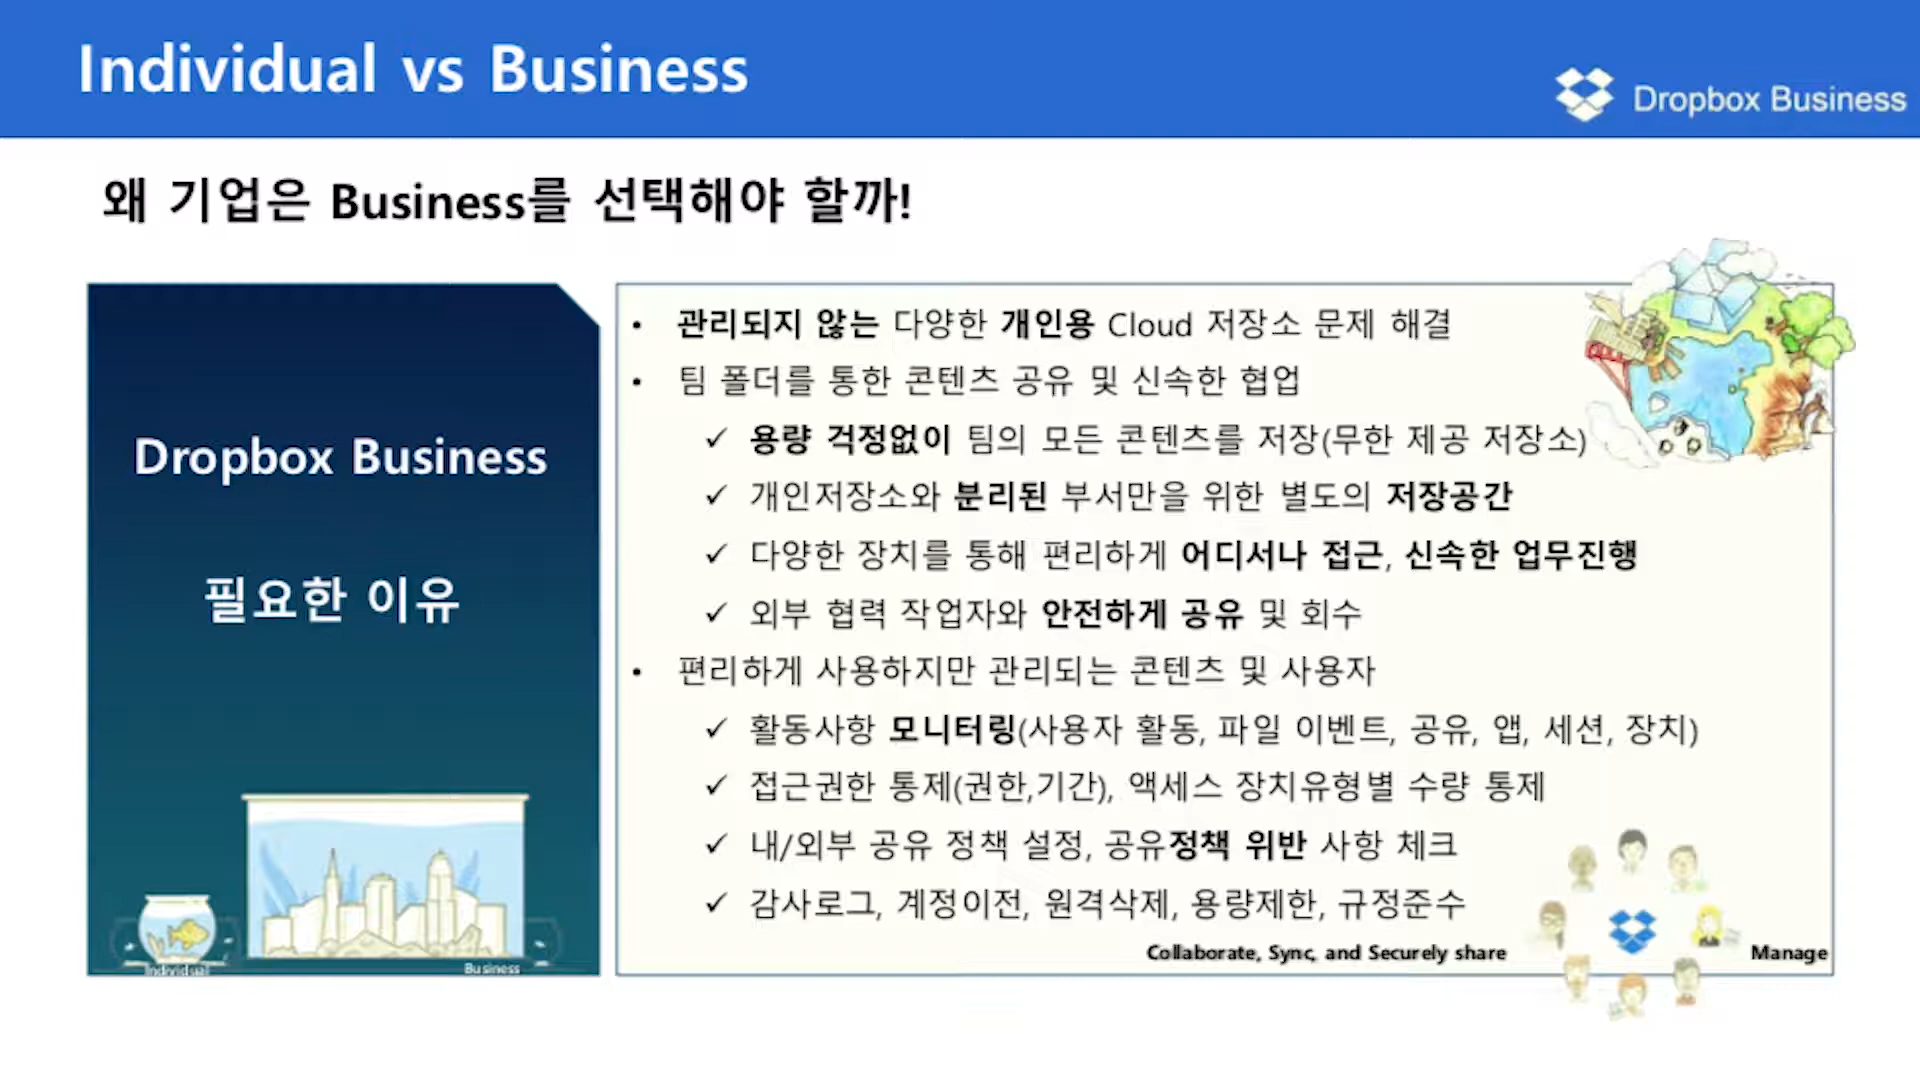 Individual vs Business
Dropbox Business
왜 기업은 Business를 선택해야 할까!
Dropbox Business
필요한 이유
Individual
Business
• 관리되지 않는 다양한 개인용 Cloud 저장소 문제 해결
• 팀 폴더를 통한 콘텐츠 공유 및 신속한 협업
✓ 용량 걱정없이 팀의 모든 콘텐츠를 저장(무한 제공 저장소)
✓ 개인저장소와 분리된 부서만을 위한 별도의 저장공간
✓ 다양한 장치를 통해 편리하게 어디서나 접근, 신속한 업무진행
✓ 외부 협력 작업자와 안전하게 공유 및 회수
• 편리하게 사용하지만 관리되는 콘텐츠 및 사용자
✓ 활동사항 모니터링(사용자 활동, 파일 이벤트, 공유, 앱, 세션, 장치)
✓ 접근권한 통제(권한,기간), 액세스 장치유형별 수량 통제
✓ 내/외부 공유 정책 설정, 공유정책 위반 사항 체크
✓ 감사로그, 계정이전, 원격삭제, 용량제한, 규정준수
Collaborate, Sync, and Securely share
Manage